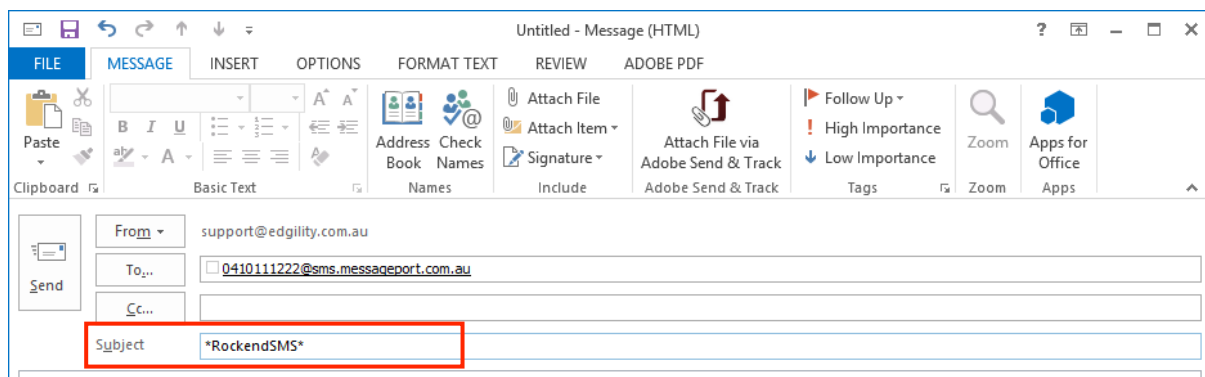 Untitled - Message (HTML)
?
FILE MESSAGE INSERT OPTIONS FORMAT TEXT REVIEW ADOBE PDF
Paste
B I U
A A
ab A
Address Book
Check Names
Attach File
Attach Item
Signature
Attach File via
Adobe Send & Track
Follow Up
High Importance
Low Importance
Zoom
Apps for
Office
Clipboard Basic Text Names Include Adobe Send & Track Tags Zoom Apps
Send
From support@edgility.com.au
To... 0410111222@sms.messageport.com.au
Cc...
Subject *RockendSMS*